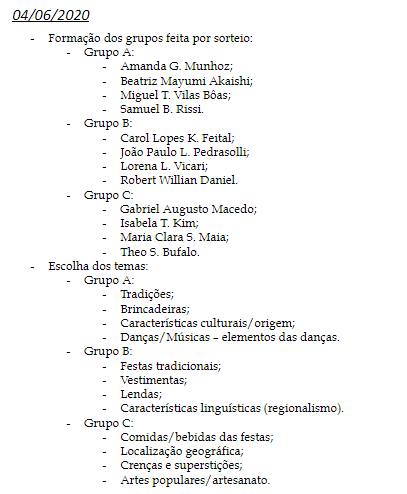 04/06/2020
- Formação dos grupos feita por sorteio:
- Grupo A:
- Amanda G. Munhoz;
- Beatriz Mayumi Akaishi;
- Miguel T. Vilas Bôas;
- Samuel B. Rissi.
- Grupo B:
- Carol Lopes K. Feital;
- João Paulo L. Pedrasolli;
- Lorena L. Vicari;
- Robert Willian Daniel.
- Grupo C:
- Gabriel Augusto Macedo;
- Isabela T. Kim;
- Maria Clara S. Maia;
- Theo S. Bufalo.
- Escolha dos temas:
- Grupo A:
- Tradições;
- Brincadeiras;
- Características culturais/origem;
- Danças/Músicas – elementos das danças.
- Grupo B:
- Festas tradicionais;
- Vestimentas;
- Lendas;
- Características linguísticas (regionalismo).
- Grupo C:
- Comidas/bebidas das festas;
- Localização geográfica;
- Crenças e superstições;
- Artes populares/artesanato.